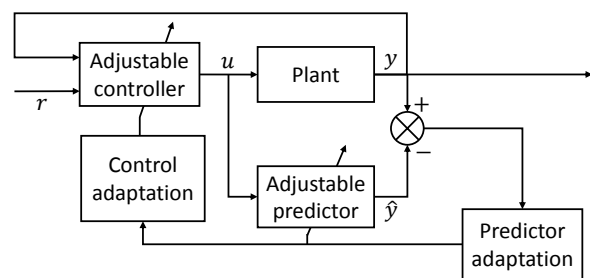 Adjustable
controller
u
Plant
y
r
+
−
Control
adaptation
Adjustable
predictor
ŷ
Predictor
adaptation